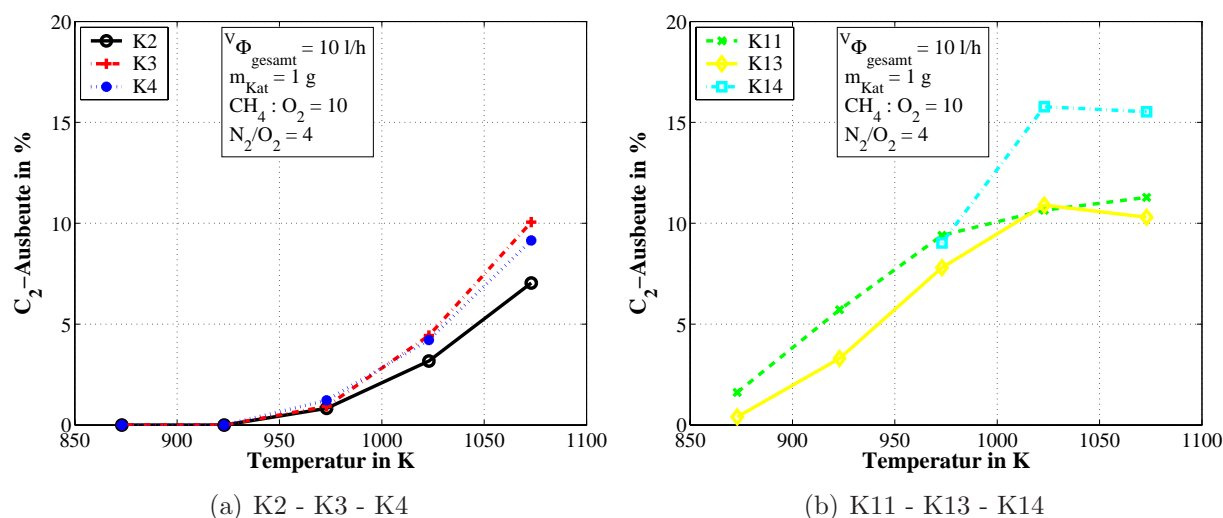 20
15
10
5
0
850
900
950
1000
1050
1100
C2−Ausbeute in %
Temperatur in K
K2
K3
K4
VΦgesamt = 10 l/h
mKat = 1 g
CH4 : O2 = 10
N2/O2 = 4
(a) K2 - K3 - K4
20
15
10
5
0
850
900
950
1000
1050
1100
C2−Ausbeute in %
Temperatur in K
K11
K13
K14
VΦgesamt = 10 l/h
mKat = 1 g
CH4 : O2 = 10
N2/O2 = 4
(b) K11 - K13 - K14